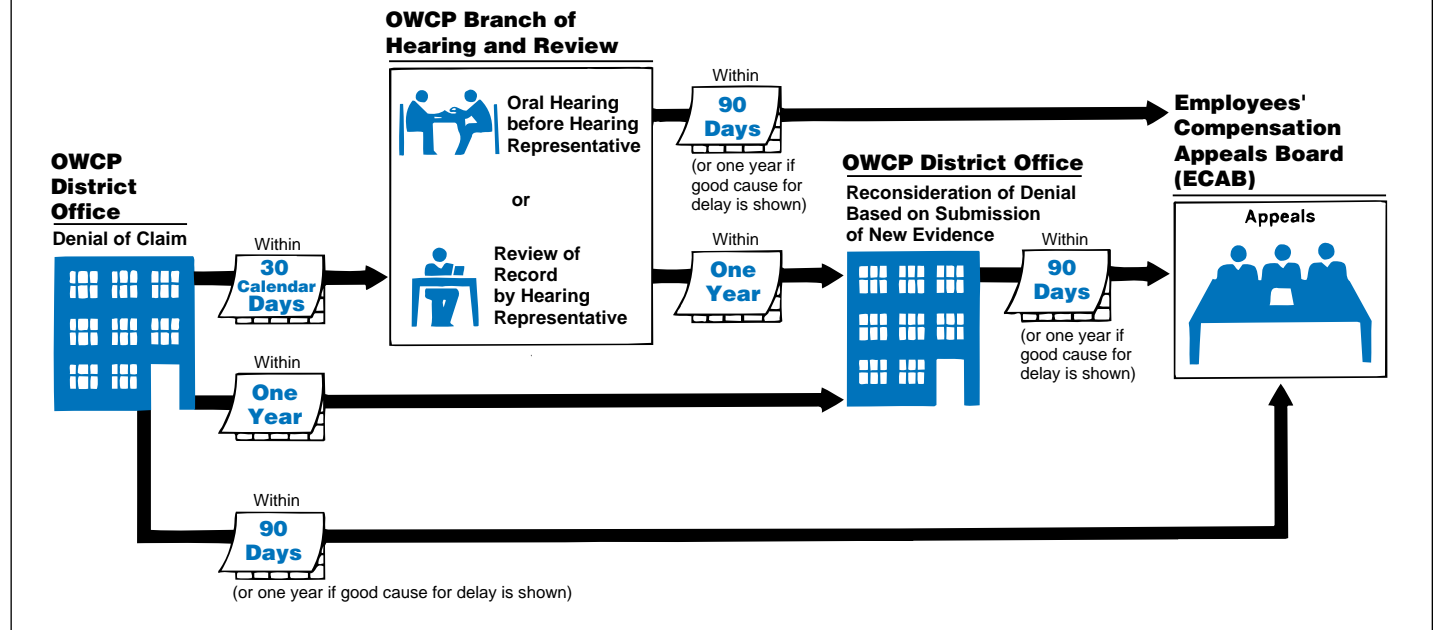 OWCP Branch of
Hearing and Review
Oral Hearing
before Hearing
Representative
or
Review of
Record
by Hearing
Representative
OWCP
District
Office
Denial of Claim
Within
30
Calendar
Days
Within
One
Year
Within
90
Days
(or one year if good cause for delay is shown)
Within
90
Days
(or one year if
good cause for
delay is shown)
Within
One
Year
OWCP District Office
Reconsideration of Denial
Based on Submission
of New Evidence
Within
90
Days
(or one year if
good cause for
delay is shown)
Employees'
Compensation
Appeals Board
(ECAB)
Appeals